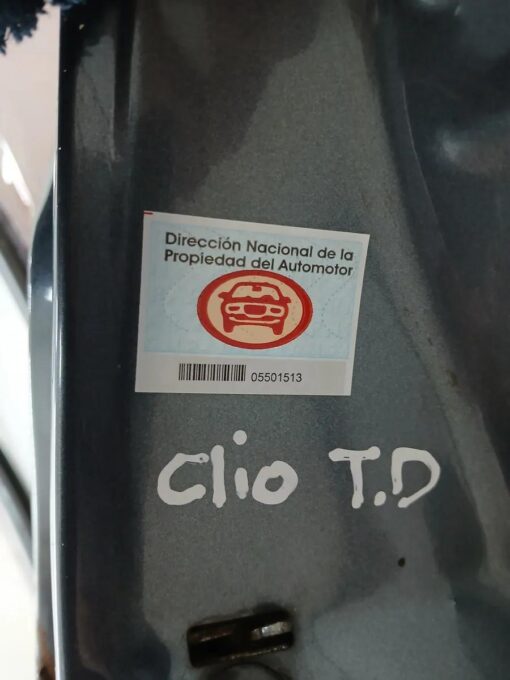 Dirección Nacional de la
Propiedad del Automotor
05501513
Clio T.D